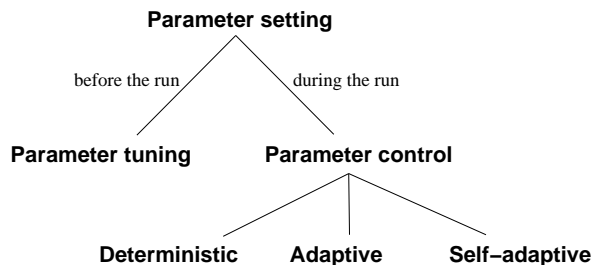 Parameter setting
before the run
during the run
Parameter tuning
Parameter control
Deterministic
Adaptive
Self−adaptive